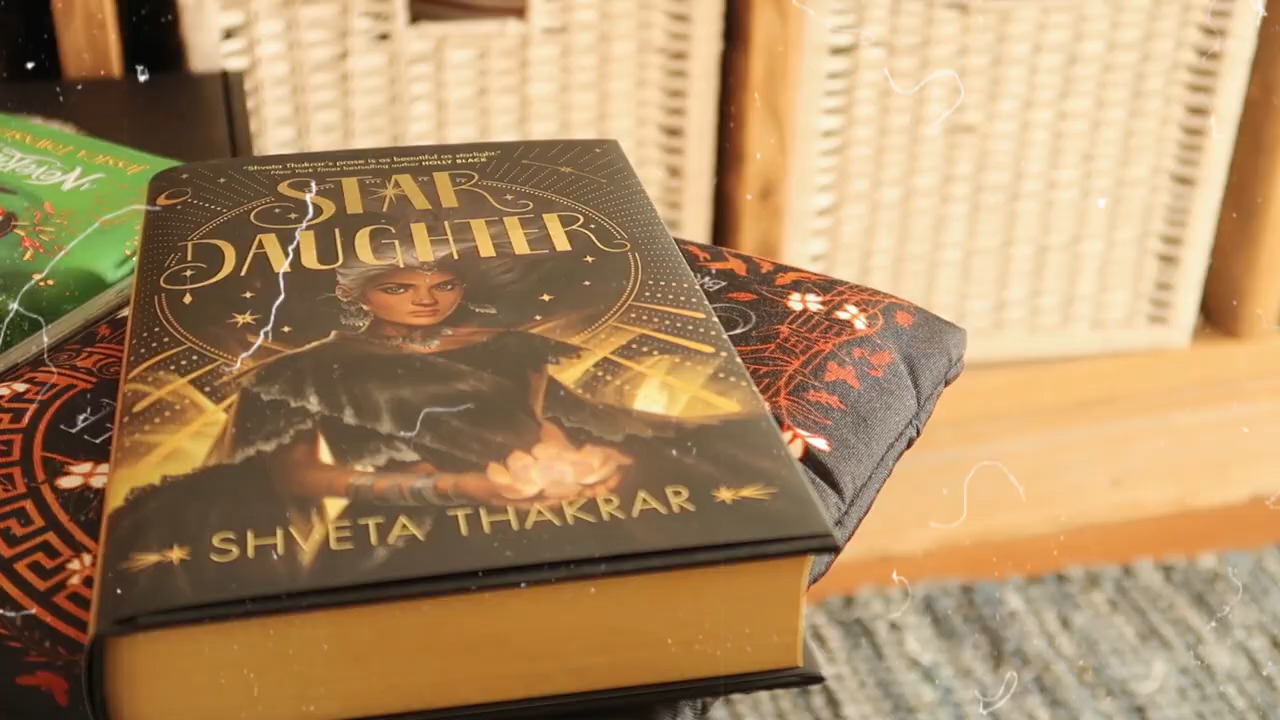 "Shveta Thakrar's prose is as beautiful as starlight."
New York Times bestselling author HOLLY BLACK
STAR
DAUGHTER
SHVETA THAKRAR